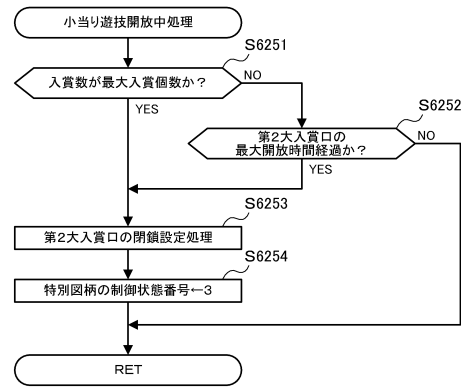 小当り遊技開放中処理
S6251
入賞数が最大入賞個数か？
NO
YES
S6252
第2大入賞口の
最大開放時間経過か？
NO
YES
S6253
第2大入賞口の閉鎖設定処理
S6254
特別図柄の制御状態番号←3
RET